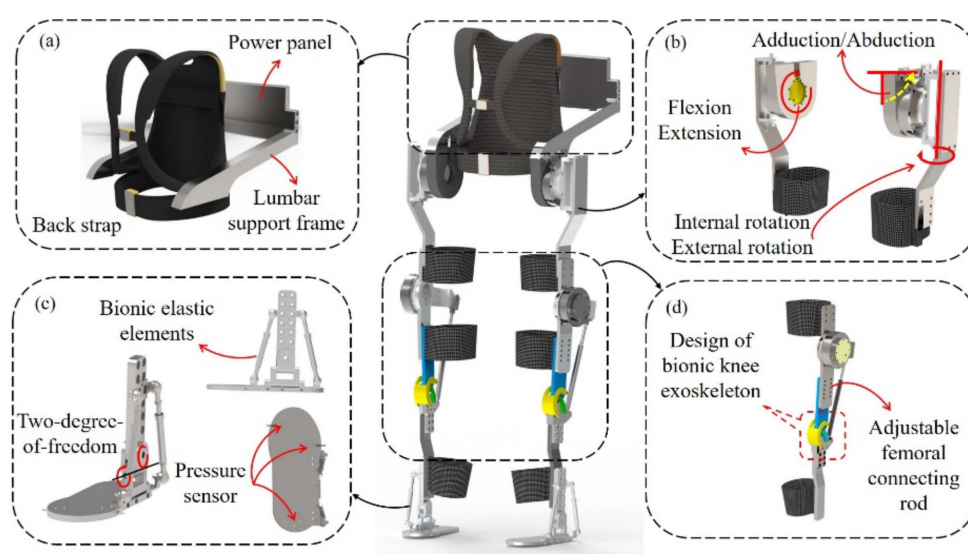 (a)
Power panel
Lumbar
support frame
Back strap
(b)
Adduction/Abduction
Flexion
Extension
Internal rotation
External rotation
(c)
Bionic elastic
elements
Two-degree-
of-freedom
Pressure
sensor
(d)
Design of
bionic knee
exoskeleton
Adjustable
femoral
connecting
rod